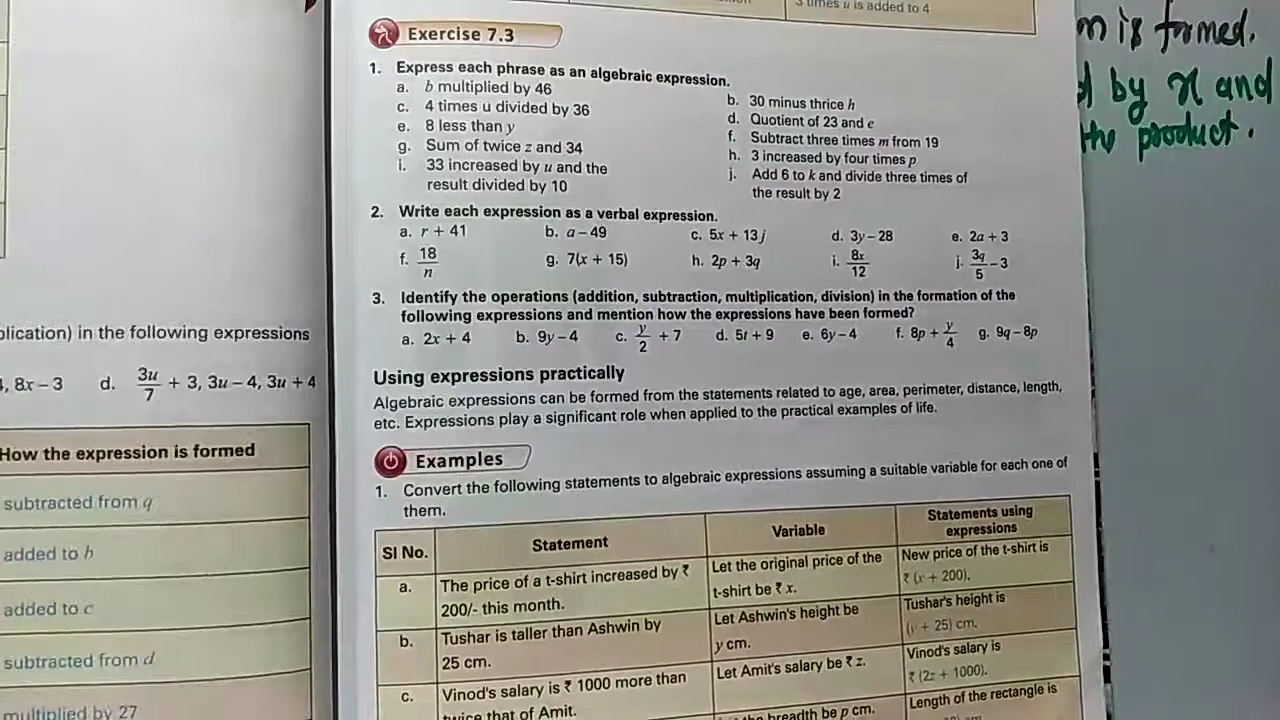 3 times u is added to 4
m is formed.
by x and
the product.
Exercise 7.3
1. Express each phrase as an algebraic expression.
a. b multiplied by 46
b. 30 minus thrice h
c. 4 times u divided by 36
d. Quotient of 23 and e
e. 8 less than y
f. Subtract three times m from 19
g. Sum of twice z and 34
h. 3 increased by four times p
i. 33 increased by u and the
result divided by 10
j. Add 6 to k and divide three times of
the result by 2
2. Write each expression as a verbal expression.
a. r + 41 b. a – 49 c. 5x + 13j d. 3y – 28 e. 2a + 3
f. 18/n g. 7(x + 15) h. 2p + 3q i. 8x/12 j. 3q/5 – 3
3. Identify the operations (addition, subtraction, multiplication, division) in the formation of the
following expressions and mention how the expressions have been formed?
a. 2x + 4 b. 9y – 4 c. y/2 + 7 d. 5t + 9 e. 6y – 4 f. 8p + y/4 g. 9q – 8p
Using expressions practically
Algebraic expressions can be formed from the statements related to age, area, perimeter, distance, length,
etc. Expressions play a significant role when applied to the practical examples of life.
Examples
1. Convert the following statements to algebraic expressions assuming a suitable variable for each one of
them.
Sl No. Statement Variable Statements using
expressions
a. The price of a t-shirt increased by ₹
200/- this month.
Let the original price of the
t-shirt be ₹ x.
New price of the t-shirt is
₹ (x + 200).
b. Tushar is taller than Ashwin by
25 cm.
Let Ashwin's height be
y cm.
Tushar's height is
(y + 25) cm.
c. Vinod's salary is ₹ 1000 more than
twice that of Amit.
Let Amit's salary be ₹ z.
Vinod's salary is
₹ (2z + 1000).
the breadth be p cm.
Length of the rectangle is
plication) in the following expressions
, 8x – 3 d. 3u/7 + 3, 3u – 4, 3u + 4
How the expression is formed
subtracted from q
added to h
added to c
subtracted from d
multiplied by 27